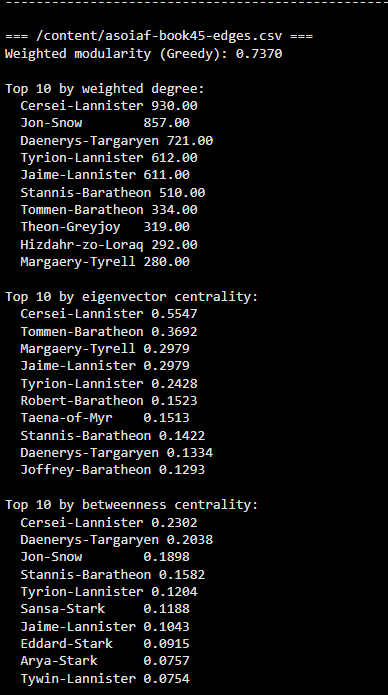 --------------------------------------------------
=== /content/asoiaf-book45-edges.csv ===
Weighted modularity (Greedy): 0.7370
Top 10 by weighted degree:
Cersei-Lannister 930.00
Jon-Snow 857.00
Daenerys-Targaryen 721.00
Tyrion-Lannister 612.00
Jaime-Lannister 611.00
Stannis-Baratheon 510.00
Tommen-Baratheon 334.00
Theon-Greyjoy 319.00
Hizdahr-zo-Loraq 292.00
Margaery-Tyrell 280.00
Top 10 by eigenvector centrality:
Cersei-Lannister 0.5547
Tommen-Baratheon 0.3692
Margaery-Tyrell 0.2979
Jaime-Lannister 0.2979
Tyrion-Lannister 0.2428
Robert-Baratheon 0.1523
Taena-of-Myr 0.1513
Stannis-Baratheon 0.1422
Daenerys-Targaryen 0.1334
Joffrey-Baratheon 0.1293
Top 10 by betweenness centrality:
Cersei-Lannister 0.2302
Daenerys-Targaryen 0.2038
Jon-Snow 0.1898
Stannis-Baratheon 0.1582
Tyrion-Lannister 0.1204
Sansa-Stark 0.1188
Jaime-Lannister 0.1043
Eddard-Stark 0.0915
Arya-Stark 0.0757
Tywin-Lannister 0.0754